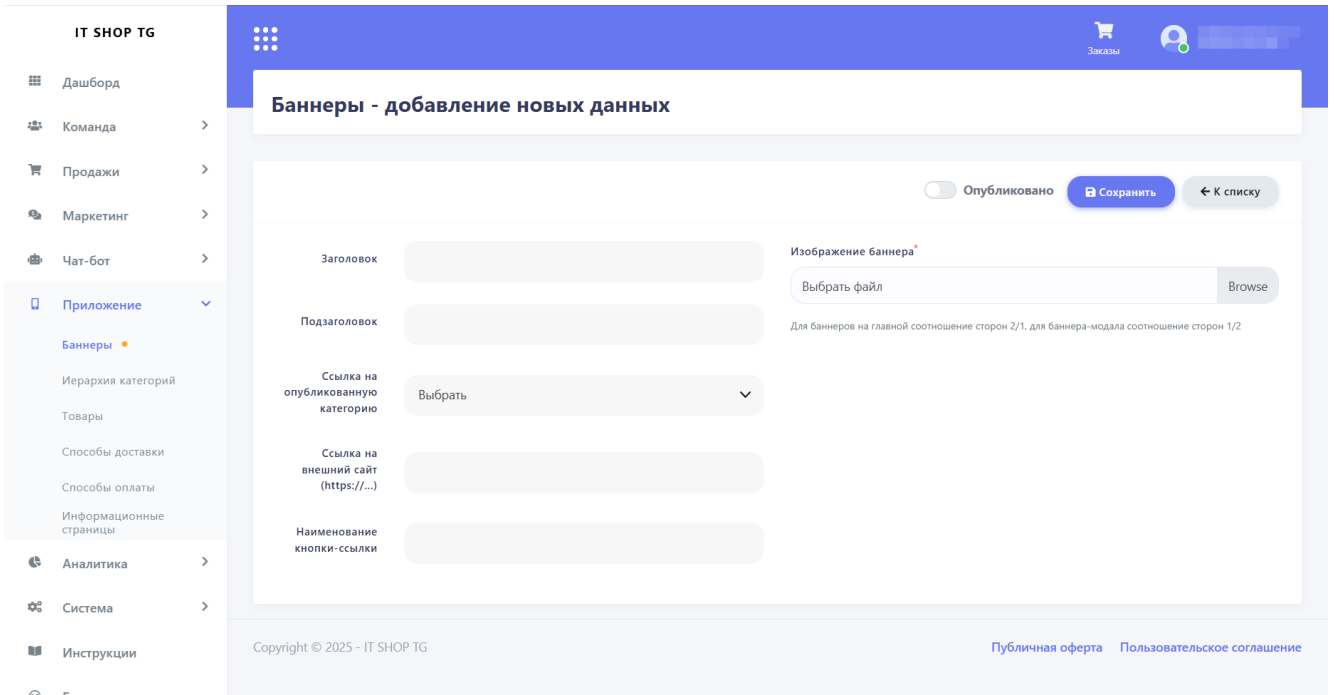 IT SHOP TG
Дашборд
Команда
Продажи
Маркетинг
Чат-бот
Приложение
Баннеры
Иерархия категорий
Товары
Способы доставки
Способы оплаты
Информационные
страницы
Аналитика
Система
Инструкции
Заказы
Баннеры - добавление новых данных
Опубликовано
Сохранить
К списку
Заголовок
Подзаголовок
Ссылка на
опубликованную
категорию
Выбрать
Ссылка на
внешний сайт
(https://...)
Наименование
кнопки-ссылки
Изображение баннера*
Выбрать файл
Browse
Для баннеров на главной соотношение сторон 2/1, для баннера-модала соотношение сторон 1/2
Copyright © 2025 - IT SHOP TG
Публичная оферта
Пользовательское соглашение